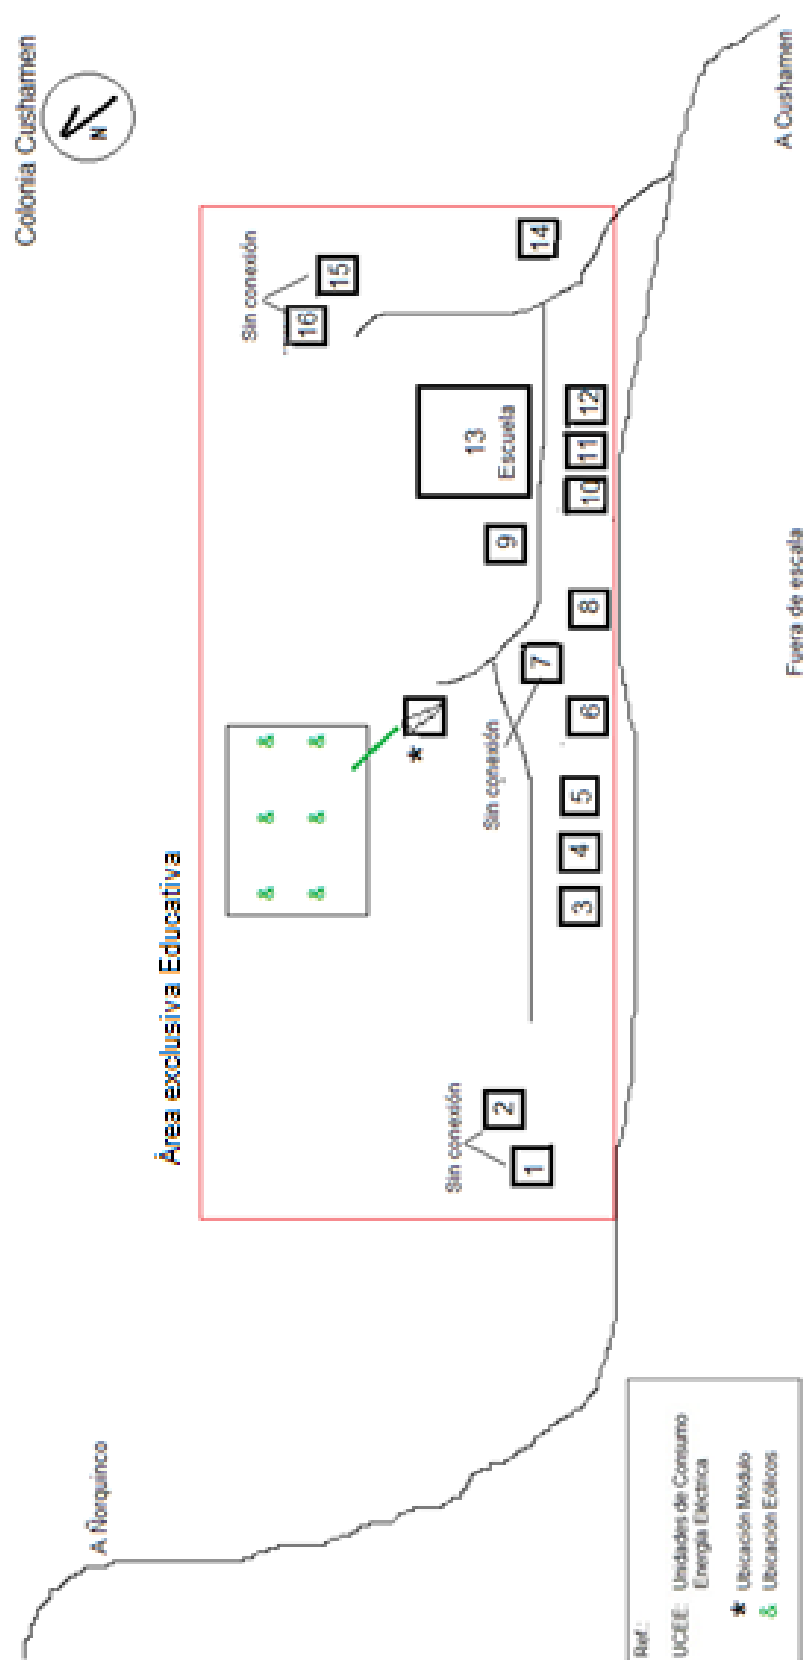 Colonia Cushamen
N
A Ñorquinco
Área exclusiva Educativa
Sin conexión
1
2
3
4
5
Sin conexión
6
7
8
9
10
11
12
13
Escuela
14
Sin conexión
15
16
*
A Cushamen
Fuera de escala
Ref.:
UCEE: Unidades de Consumo
Energía Eléctrica
* Ubicación Módulo
& Ubicación Eólicos